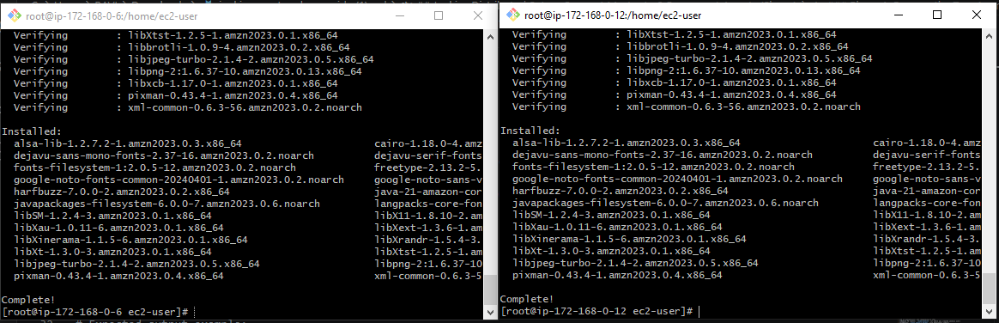 root@ip-172-168-0-6:/home/ec2-user
Verifying : libXtst-1.2.5-1.amzn2023.0.1.x86_64
Verifying : libbrotli-1.0.9-4.amzn2023.0.2.x86_64
Verifying : libjpeg-turbo-2.1.4-2.amzn2023.0.5.x86_64
Verifying : libpng-2:1.6.37-10.amzn2023.0.13.x86_64
Verifying : libxcb-1.17.0-1.amzn2023.0.1.x86_64
Verifying : pixman-0.43.4-1.amzn2023.0.4.x86_64
Verifying : xml-common-0.6.3-56.amzn2023.0.2.noarch
Installed:
alsa-lib-1.2.7.2-1.amzn2023.0.3.x86_64 cairo-1.18.0-4.amz
dejavu-sans-mono-fonts-2.37-16.amzn2023.0.2.noarch dejavu-serif-fonts
fonts-filesystem-1:2.0.5-12.amzn2023.0.2.noarch freetype-2.13.2-5.
google-noto-fonts-common-20240401-1.amzn2023.0.2.noarch google-noto-sans-v
harfbuzz-7.0.0-2.amzn2023.0.2.x86_64 java-21-amazon-cor
javapackages-filesystem-6.0.0-7.amzn2023.0.6.noarch langpacks-core-fon
libSM-1.2.4-3.amzn2023.0.1.x86_64 libX11-1.8.10-2.am
libXau-1.0.11-6.amzn2023.0.1.x86_64 libXext-1.3.6-1.am
libXinerama-1.1.5-6.amzn2023.0.1.x86_64 libXrandr-1.5.4-3.
libXt-1.3.0-3.amzn2023.0.1.x86_64 libXtst-1.2.5-1.am
libjpeg-turbo-2.1.4-2.amzn2023.0.5.x86_64 libpng-2:1.6.37-10
pixman-0.43.4-1.amzn2023.0.4.x86_64 xml-common-0.6.3-5
Complete!
[root@ip-172-168-0-6 ec2-user]#
root@ip-172-168-0-12:/home/ec2-user
Verifying : libXtst-1.2.5-1.amzn2023.0.1.x86_64
Verifying : libbrotli-1.0.9-4.amzn2023.0.2.x86_64
Verifying : libjpeg-turbo-2.1.4-2.amzn2023.0.5.x86_64
Verifying : libpng-2:1.6.37-10.amzn2023.0.13.x86_64
Verifying : libxcb-1.17.0-1.amzn2023.0.1.x86_64
Verifying : pixman-0.43.4-1.amzn2023.0.4.x86_64
Verifying : xml-common-0.6.3-56.amzn2023.0.2.noarch
Installed:
alsa-lib-1.2.7.2-1.amzn2023.0.3.x86_64 cairo-1.18.0-4.amz
dejavu-sans-mono-fonts-2.37-16.amzn2023.0.2.noarch dejavu-serif-fonts
fonts-filesystem-1:2.0.5-12.amzn2023.0.2.noarch freetype-2.13.2-5.
google-noto-fonts-common-20240401-1.amzn2023.0.2.noarch google-noto-sans-v
harfbuzz-7.0.0-2.amzn2023.0.2.x86_64 java-21-amazon-cor
javapackages-filesystem-6.0.0-7.amzn2023.0.6.noarch langpacks-core-fon
libSM-1.2.4-3.amzn2023.0.1.x86_64 libX11-1.8.10-2.am
libXau-1.0.11-6.amzn2023.0.1.x86_64 libXext-1.3.6-1.am
libXinerama-1.1.5-6.amzn2023.0.1.x86_64 libXrandr-1.5.4-3.
libXt-1.3.0-3.amzn2023.0.1.x86_64 libXtst-1.2.5-1.am
libjpeg-turbo-2.1.4-2.amzn2023.0.5.x86_64 libpng-2:1.6.37-10
pixman-0.43.4-1.amzn2023.0.4.x86_64 xml-common-0.6.3-5
Complete!
[root@ip-172-168-0-12 ec2-user]#